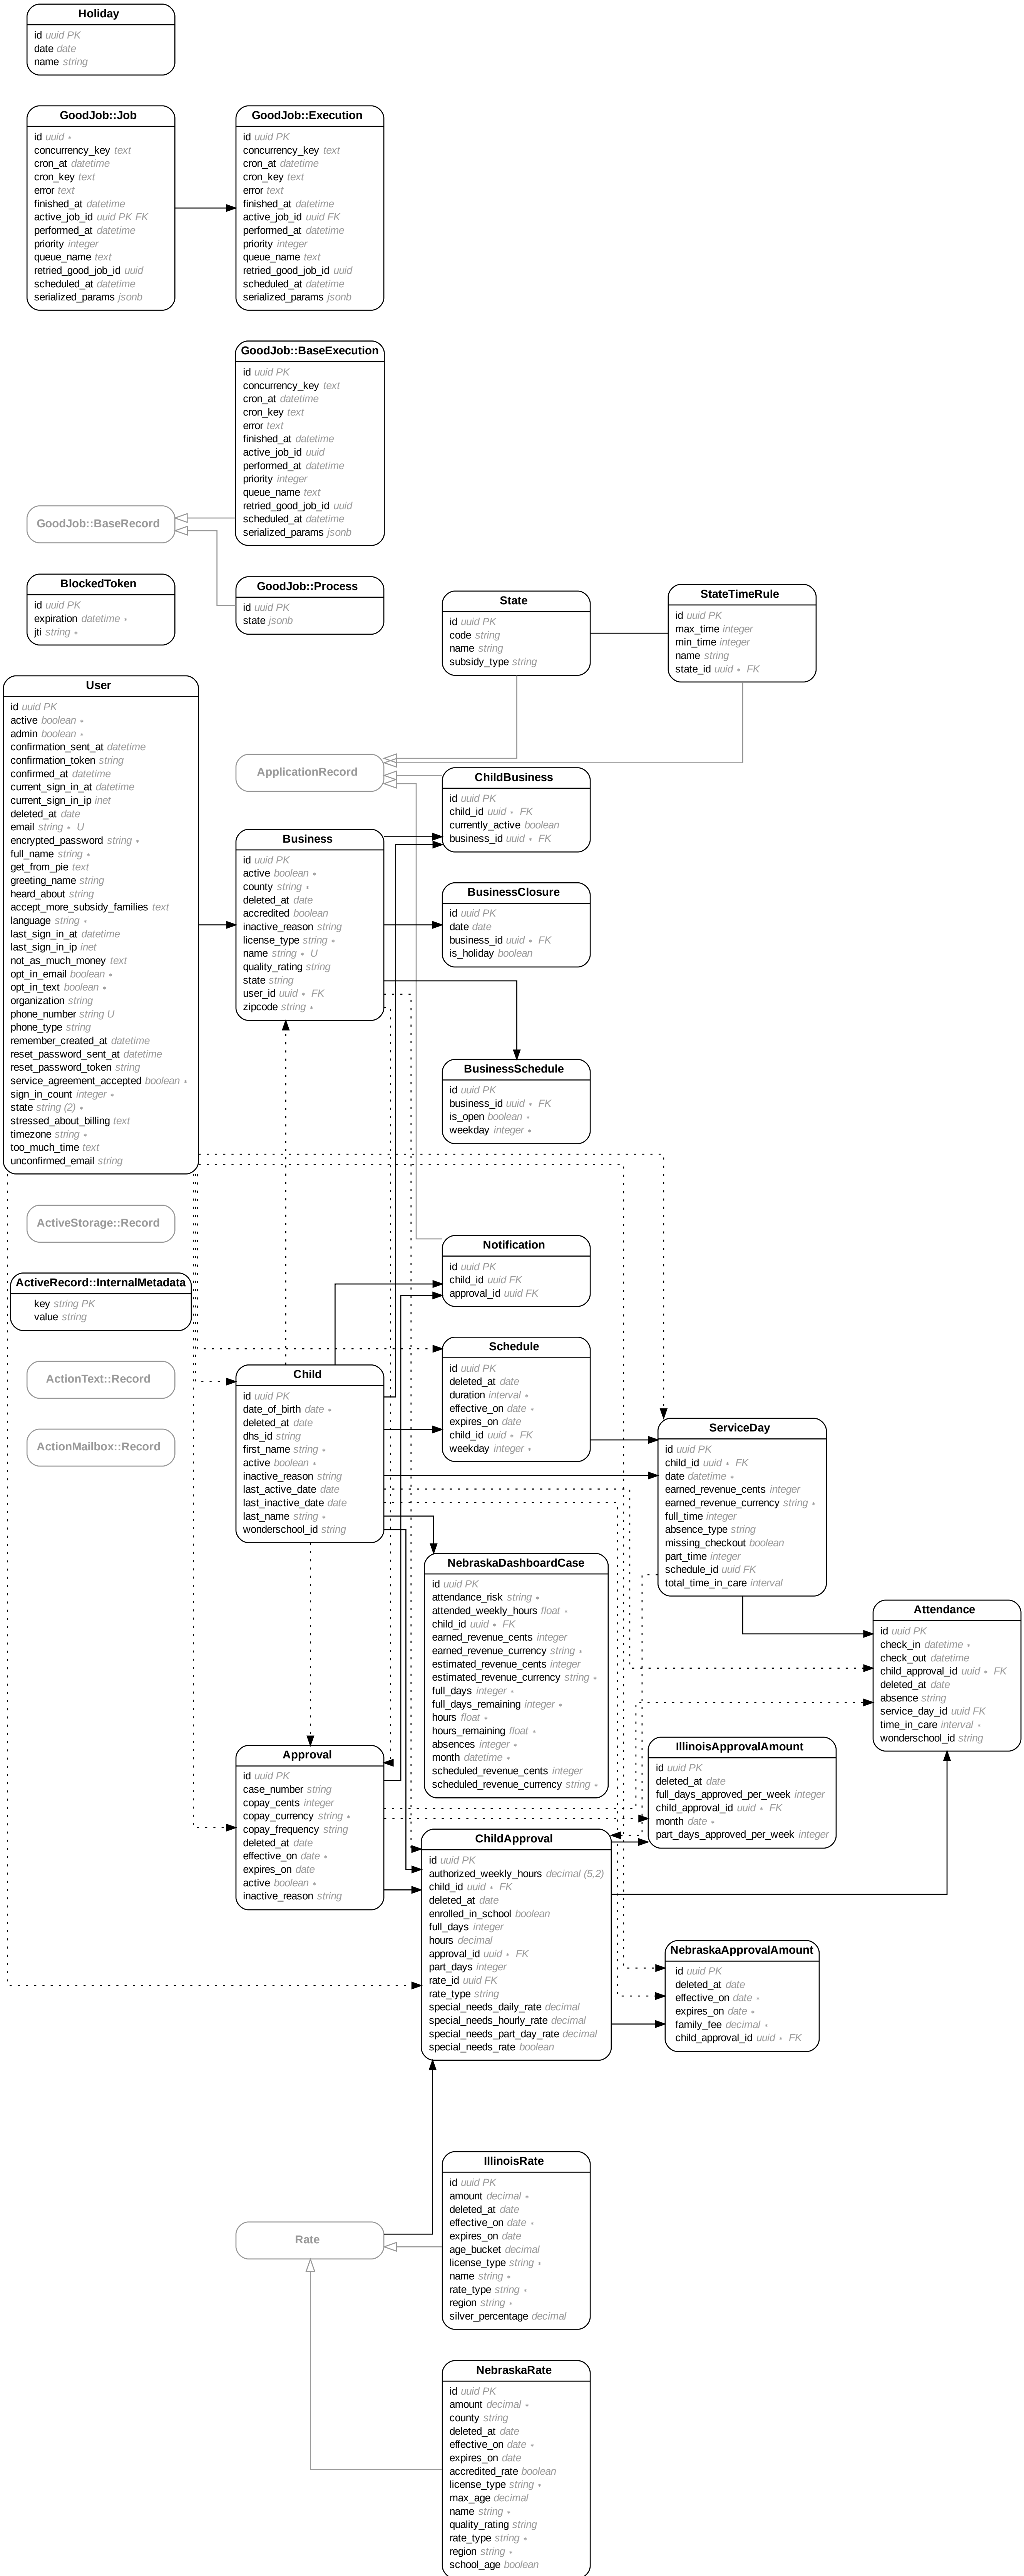 Holiday
id uuid PK
date date
name string
GoodJob::Job
id uuid ∗
concurrency_key text
cron_at datetime
cron_key text
error text
finished_at datetime
active_job_id uuid PK FK
performed_at datetime
priority integer
queue_name text
retried_good_job_id uuid
scheduled_at datetime
serialized_params jsonb
GoodJob::Execution
id uuid PK
concurrency_key text
cron_at datetime
cron_key text
error text
finished_at datetime
active_job_id uuid FK
performed_at datetime
priority integer
queue_name text
retried_good_job_id uuid
scheduled_at datetime
serialized_params jsonb
GoodJob::BaseExecution
id uuid PK
concurrency_key text
cron_at datetime
cron_key text
error text
finished_at datetime
active_job_id uuid
performed_at datetime
priority integer
queue_name text
retried_good_job_id uuid
scheduled_at datetime
serialized_params jsonb
GoodJob::BaseRecord
BlockedToken
id uuid PK
expiration datetime ∗
jti string ∗
GoodJob::Process
id uuid PK
state jsonb
State
id uuid PK
code string
name string
subsidy_type string
StateTimeRule
id uuid PK
max_time integer
min_time integer
name string
state_id uuid ∗ FK
User
id uuid PK
active boolean ∗
admin boolean ∗
confirmation_sent_at datetime
confirmation_token string
confirmed_at datetime
current_sign_in_at datetime
current_sign_in_ip inet
deleted_at date
email string ∗ U
encrypted_password string ∗
full_name string ∗
get_from_pie text
greeting_name string
heard_about string
accept_more_subsidy_families text
language string ∗
last_sign_in_at datetime
last_sign_in_ip inet
not_as_much_money text
opt_in_email boolean ∗
opt_in_text boolean ∗
organization string
phone_number string U
phone_type string
remember_created_at datetime
reset_password_sent_at datetime
reset_password_token string
service_agreement_accepted boolean ∗
sign_in_count integer ∗
state string (2) ∗
stressed_about_billing text
timezone string ∗
too_much_time text
unconfirmed_email string
ApplicationRecord
ChildBusiness
id uuid PK
child_id uuid ∗ FK
currently_active boolean
business_id uuid ∗ FK
Business
id uuid PK
active boolean ∗
county string ∗
deleted_at date
accredited boolean
inactive_reason string
license_type string ∗
name string ∗ U
quality_rating string
state string
user_id uuid ∗ FK
zipcode string ∗
BusinessClosure
id uuid PK
date date
business_id uuid ∗ FK
is_holiday boolean
BusinessSchedule
id uuid PK
business_id uuid ∗ FK
is_open boolean ∗
weekday integer ∗
ActiveStorage::Record
Notification
id uuid PK
child_id uuid FK
approval_id uuid FK
ActiveRecord::InternalMetadata
key string PK
value string
ActionText::Record
ActionMailbox::Record
Schedule
id uuid PK
deleted_at date
duration interval ∗
effective_on date ∗
expires_on date
child_id uuid ∗ FK
weekday integer ∗
Child
id uuid PK
date_of_birth date ∗
deleted_at date
dhs_id string
first_name string ∗
active boolean ∗
inactive_reason string
last_active_date date
last_inactive_date date
last_name string ∗
wonderschool_id string
ServiceDay
id uuid PK
child_id uuid ∗ FK
date datetime ∗
earned_revenue_cents integer
earned_revenue_currency string ∗
full_time integer
absence_type string
missing_checkout boolean
part_time integer
schedule_id uuid FK
total_time_in_care interval
NebraskaDashboardCase
id uuid PK
attendance_risk string ∗
attended_weekly_hours float ∗
child_id uuid ∗ FK
earned_revenue_cents integer
earned_revenue_currency string ∗
estimated_revenue_cents integer
estimated_revenue_currency string ∗
full_days integer ∗
full_days_remaining integer ∗
hours float ∗
hours_remaining float ∗
absences integer ∗
month datetime ∗
scheduled_revenue_cents integer
scheduled_revenue_currency string ∗
Attendance
id uuid PK
check_in datetime ∗
check_out datetime
child_approval_id uuid ∗ FK
deleted_at date
absence string
service_day_id uuid FK
time_in_care interval ∗
wonderschool_id string
IllinoisApprovalAmount
id uuid PK
deleted_at date
full_days_approved_per_week integer
child_approval_id uuid ∗ FK
month date ∗
part_days_approved_per_week integer
Approval
id uuid PK
case_number string
copay_cents integer
copay_currency string ∗
copay_frequency string
deleted_at date
effective_on date ∗
expires_on date
active boolean ∗
inactive_reason string
ChildApproval
id uuid PK
authorized_weekly_hours decimal (5,2)
child_id uuid ∗ FK
deleted_at date
enrolled_in_school boolean
full_days integer
hours decimal
approval_id uuid ∗ FK
part_days integer
rate_id uuid FK
rate_type string
special_needs_daily_rate decimal
special_needs_hourly_rate decimal
special_needs_part_day_rate decimal
special_needs_rate boolean
NebraskaApprovalAmount
id uuid PK
deleted_at date
effective_on date ∗
expires_on date ∗
family_fee decimal ∗
child_approval_id uuid ∗ FK
IllinoisRate
id uuid PK
amount decimal ∗
deleted_at date
effective_on date ∗
expires_on date
age_bucket decimal
license_type string ∗
name string ∗
rate_type string ∗
region string ∗
silver_percentage decimal
Rate
NebraskaRate
id uuid PK
amount decimal ∗
county string
deleted_at date
effective_on date ∗
expires_on date
accredited_rate boolean
license_type string ∗
max_age decimal
name string ∗
quality_rating string
rate_type string ∗
region string ∗
school_age boolean